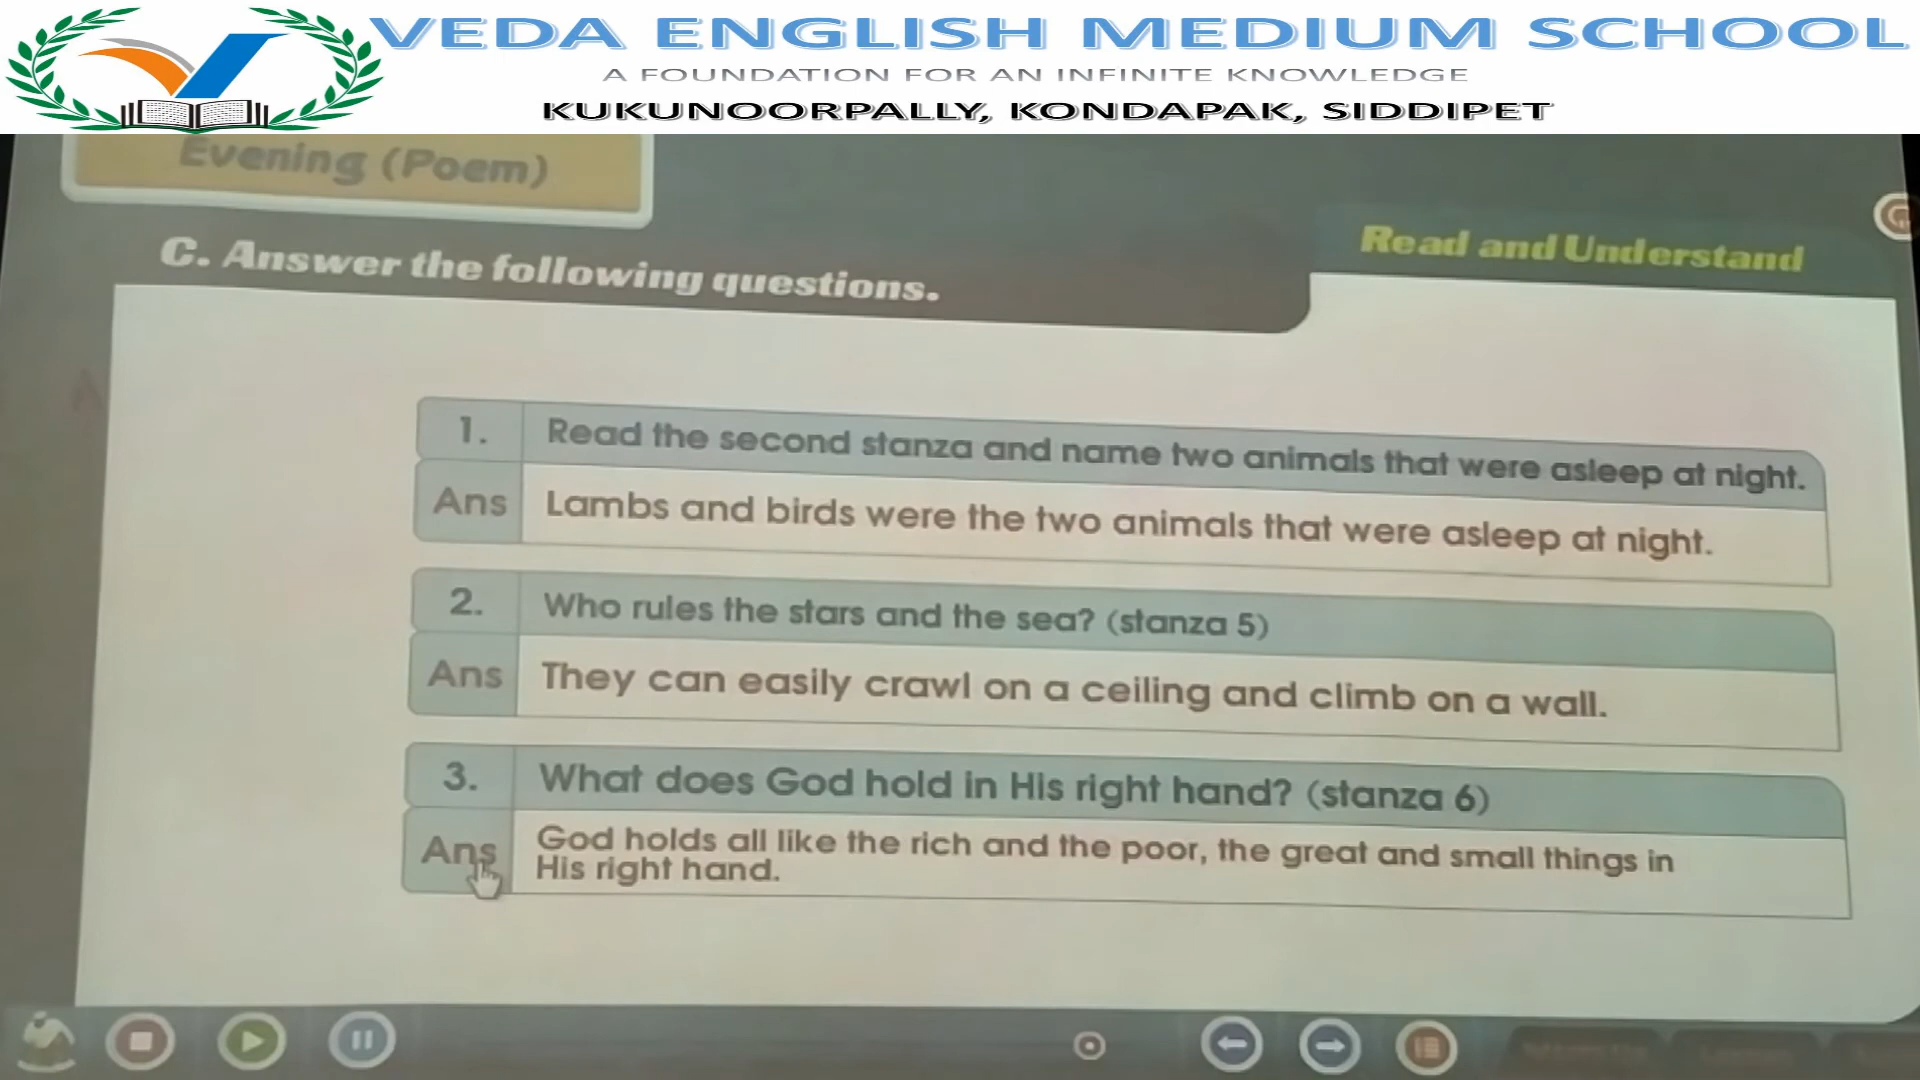 VEDA ENGLISH MEDIUM SCHOOL
A FOUNDATION FOR AN INFINITE KNOWLEDGE
KUKUNOORPALLY, KONDAPAK, SIDDIPET
Evening (Poem)
Read and Understand
C. Answer the following questions.
1. Read the second stanza and name two animals that were asleep at night.
Ans Lambs and birds were the two animals that were asleep at night.
2. Who rules the stars and the sea? (stanza 5)
Ans They can easily crawl on a ceiling and climb on a wall.
3. What does God hold in His right hand? (stanza 6)
Ans God holds all like the rich and the poor, the great and small things in
His right hand.